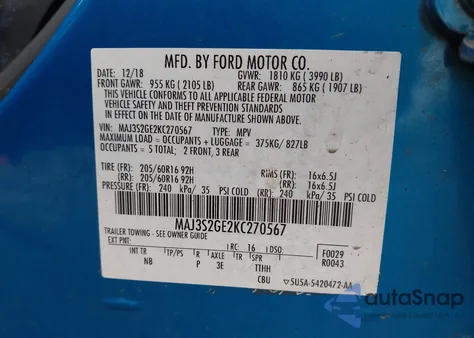 MFD. BY FORD MOTOR CO.
DATE: 12/18 GVWR: 1810 KG ( 3990 LB)
FRONT GAWR: 955 KG ( 2105 LB) REAR GAWR: 865 KG ( 1907 LB)
THIS VEHICLE CONFORMS TO ALL APPLICABLE FEDERAL MOTOR
VEHICLE SAFETY AND THEFT PREVENTION STANDARDS
IN EFFECT ON THE DATE OF MANUFACTURE SHOWN ABOVE.
VIN: MAJ3S2GE2KC270567 TYPE: MPV
MAXIMUM LOAD = OCCUPANTS + LUGGAGE = 375KG/ 827LB
OCCUPANTS = 5 TOTAL; 2 FRONT, 3 REAR
TIRE (FR): 205/60R16 92H RIMS (FR): 16x6.5J
(RR): 205/60R16 92H (RR): 16x6.5J
PRESSURE (FR): 240 kPa/ 35 PSI COLD (RR): 240 kPa/ 35 PSI COLD
MAJ3S2GE2KC270567
TRAILER TOWING - SEE OWNER GUIDE
EXT PNT: RC: 16 DSO: F0029
R0043
INT TR TP/PS R AXLE TR SPR
NB P 3E TTHH
CBU 5U5A-5420472-AA
autoSnap